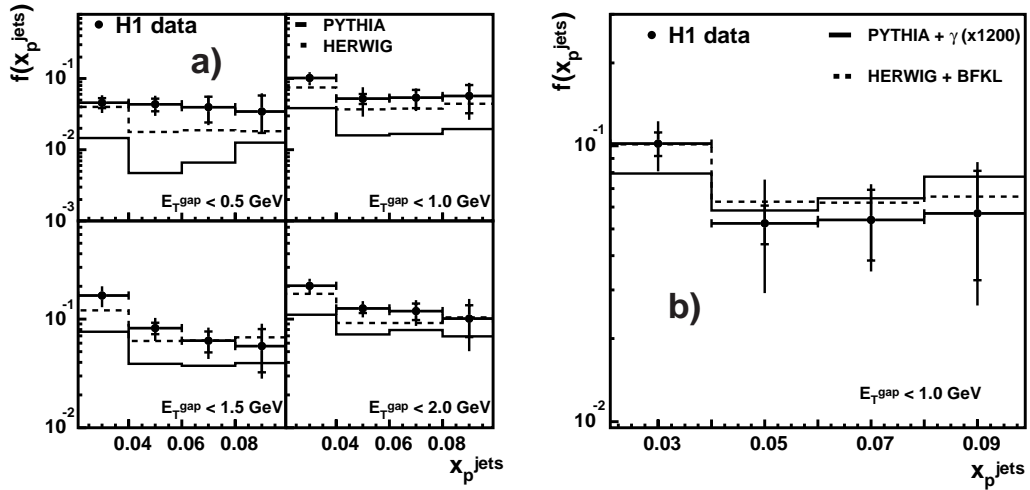 H1 data
PYTHIA
HERWIG
a)
f(x_p^jets)
10^-1
10^-2
10^-3
E_T^gap < 0.5 GeV
E_T^gap < 1.0 GeV
10^-1
10^-2
E_T^gap < 1.5 GeV
E_T^gap < 2.0 GeV
0.04 0.06 0.08
0.04 0.06 0.08
x_p^jets
H1 data
PYTHIA + γ (x1200)
HERWIG + BFKL
f(x_p^jets)
10^-1
b)
E_T^gap < 1.0 GeV
10^-2
0.03 0.05 0.07 0.09
x_p^jets